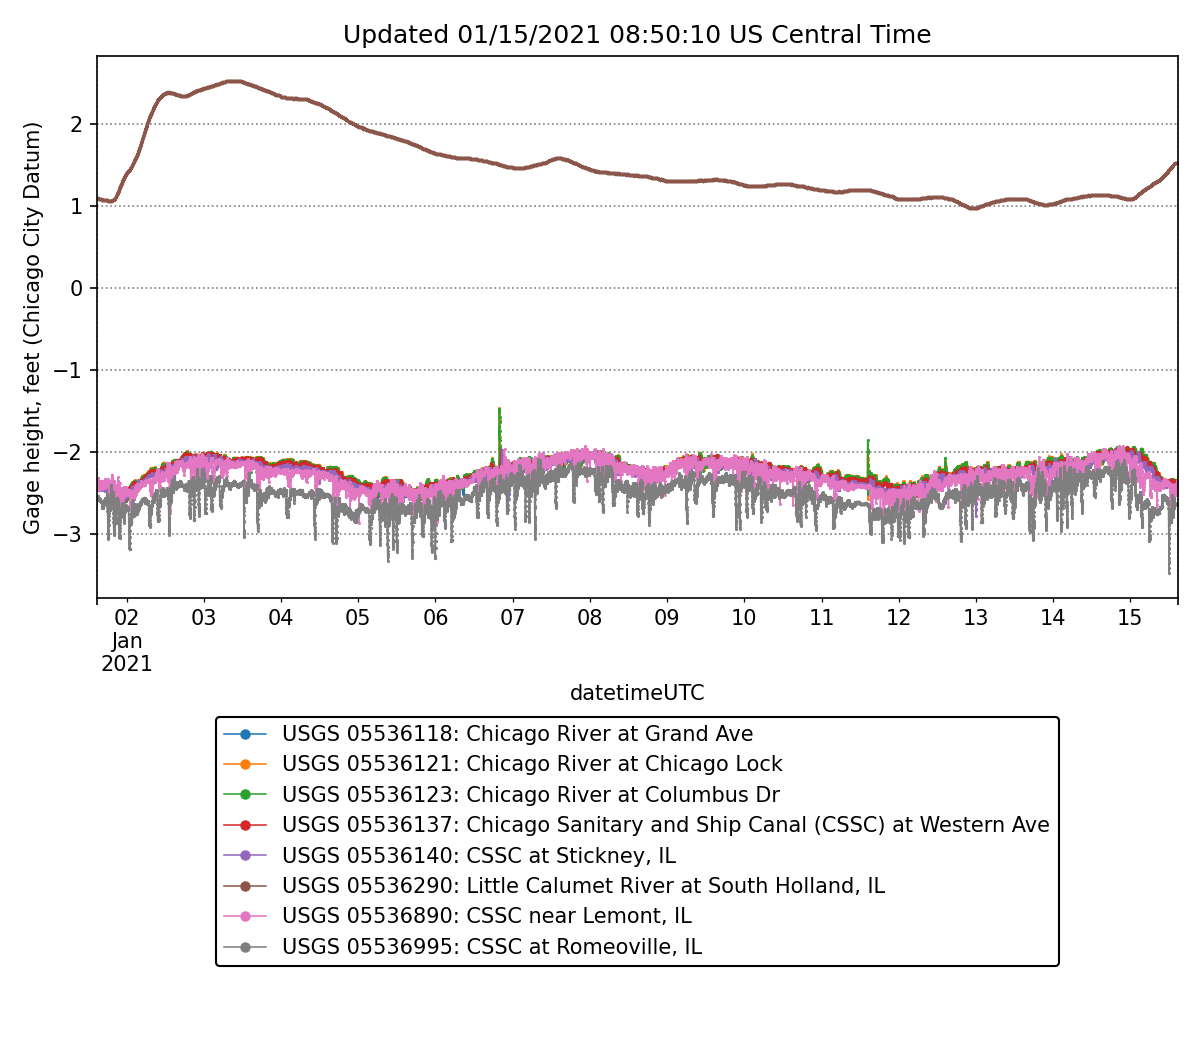 Updated 01/15/2021 08:50:10 US Central Time
Gage height, feet (Chicago City Datum)
2
1
0
−1
−2
−3
02 03 04 05 06 07 08 09 10 11 12 13 14 15
Jan
2021
datetimeUTC
USGS 05536118: Chicago River at Grand Ave
USGS 05536121: Chicago River at Chicago Lock
USGS 05536123: Chicago River at Columbus Dr
USGS 05536137: Chicago Sanitary and Ship Canal (CSSC) at Western Ave
USGS 05536140: CSSC at Stickney, IL
USGS 05536290: Little Calumet River at South Holland, IL
USGS 05536890: CSSC near Lemont, IL
USGS 05536995: CSSC at Romeoville, IL